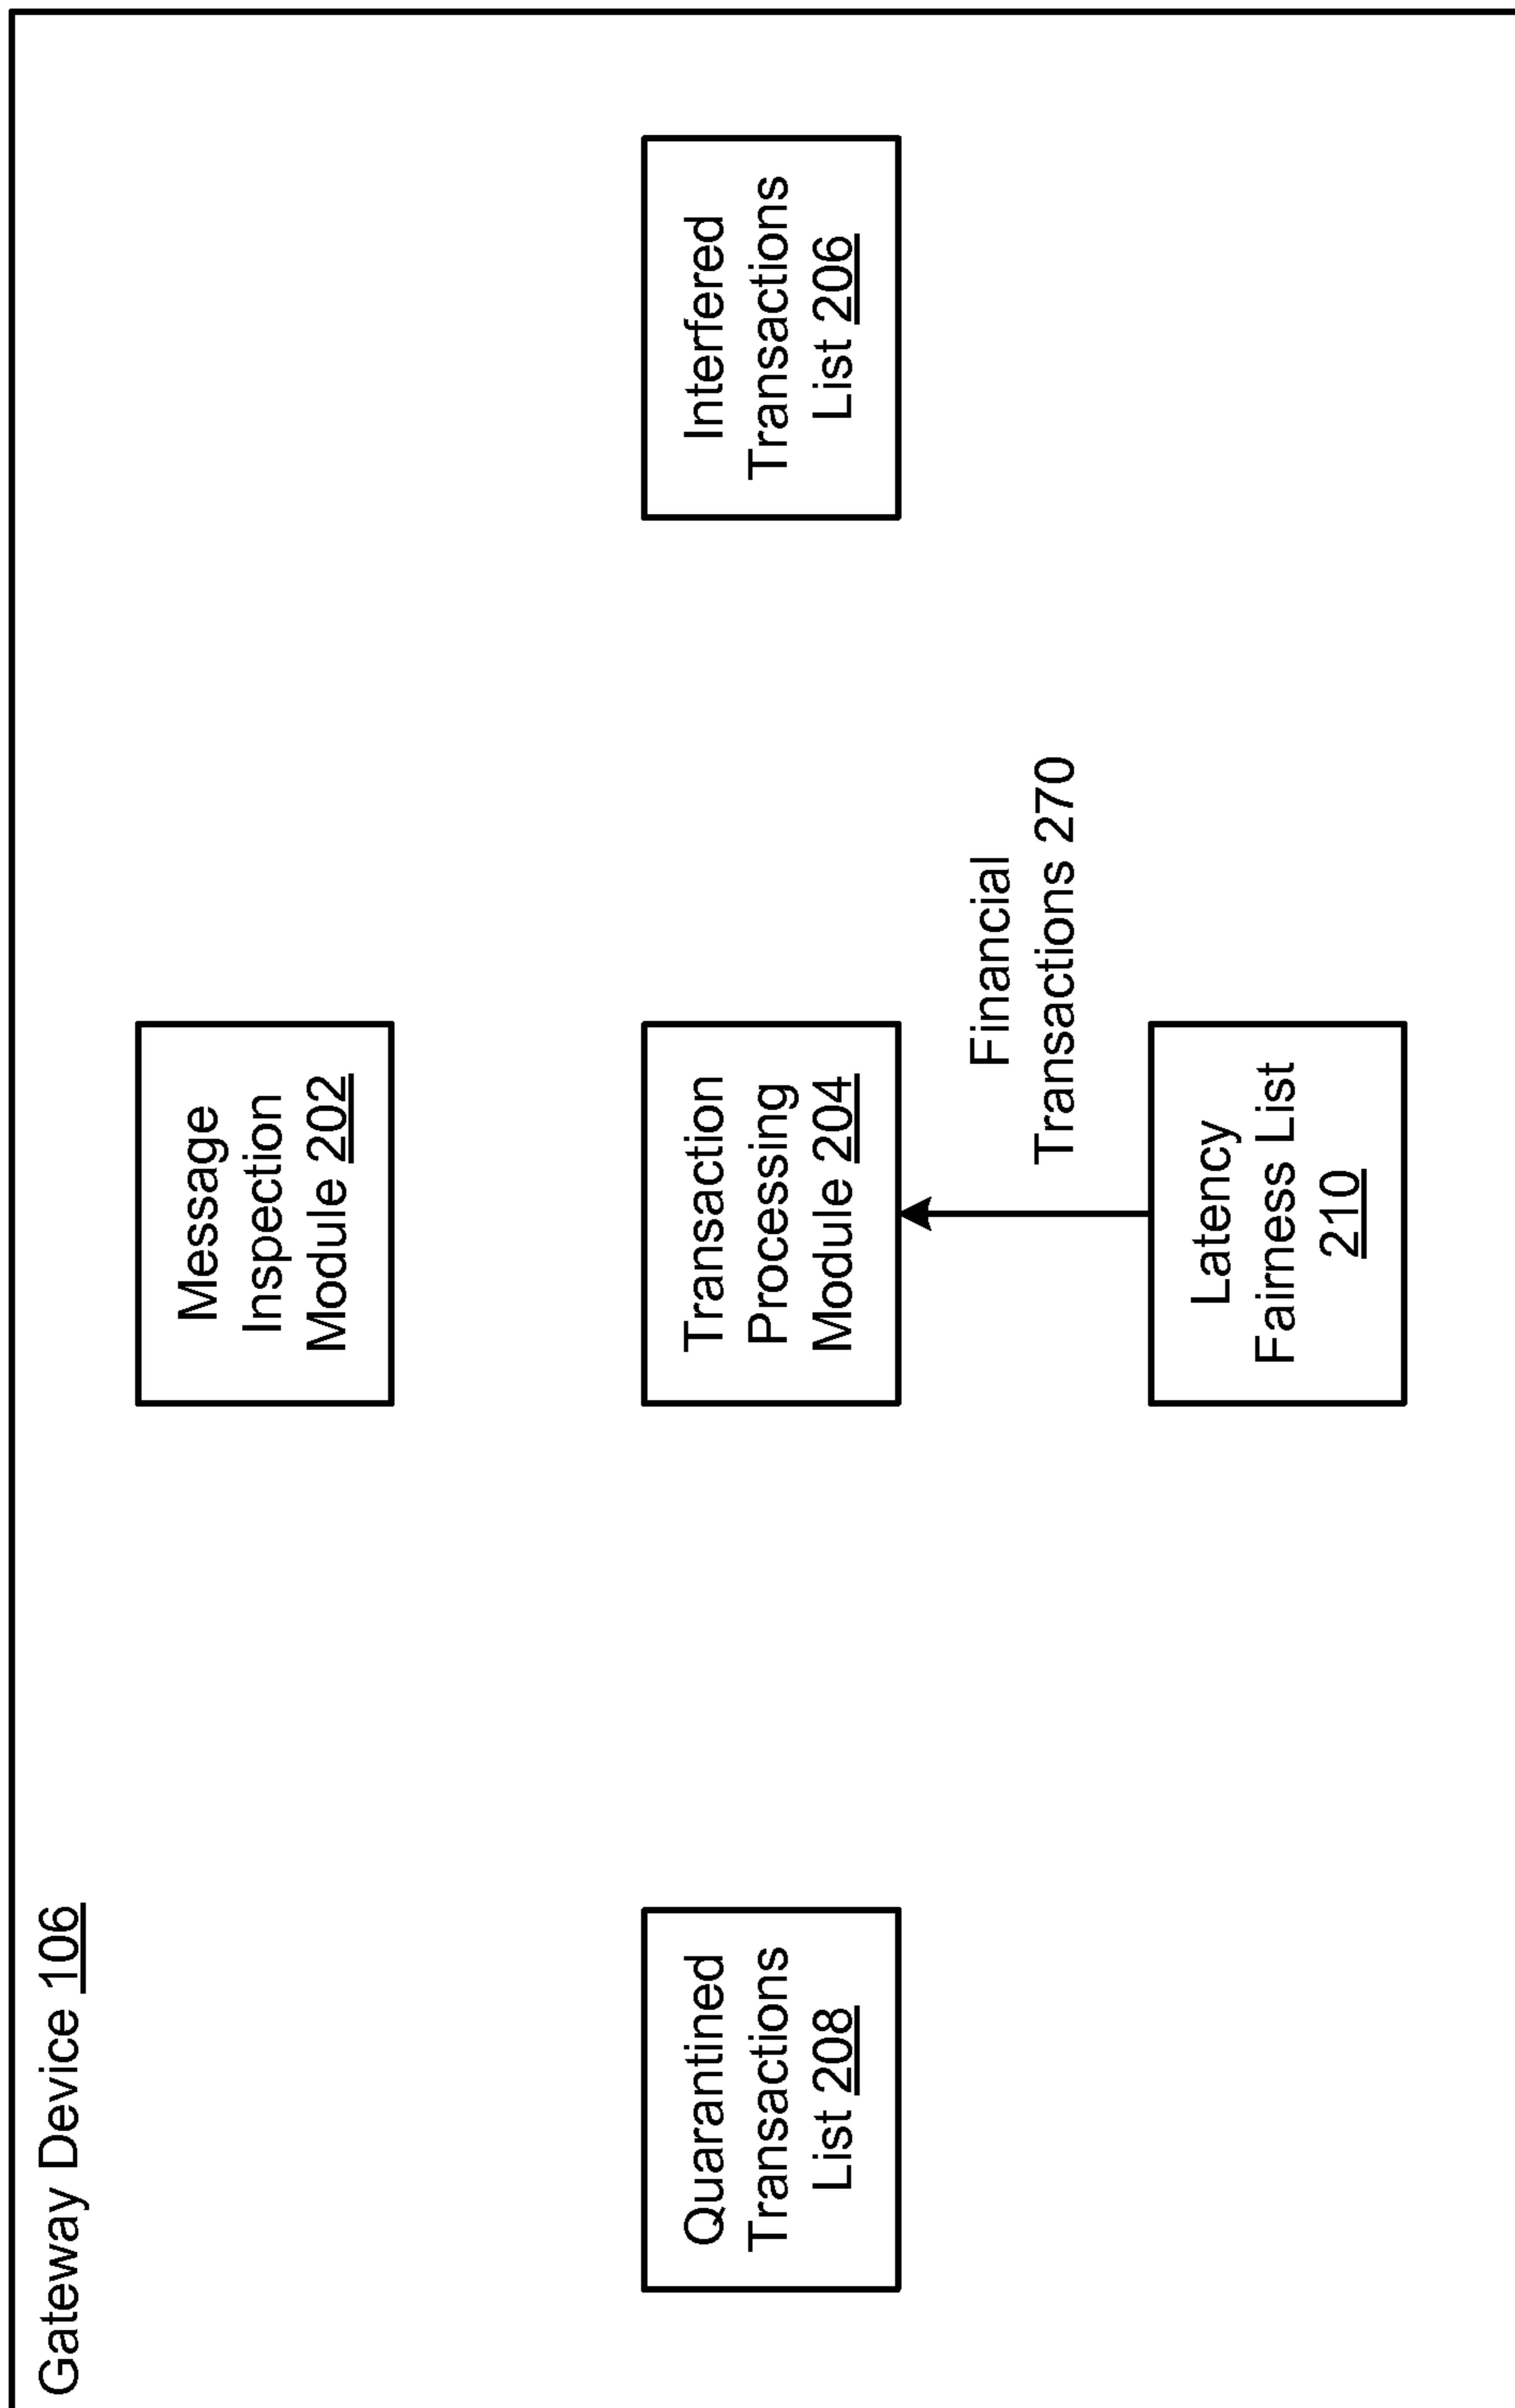 Gateway Device 106
Message
Inspection
Module 202
Quarantined
Transactions
List 208
Transaction
Processing
Module 204
Interfered
Transactions
List 206
Financial
Transactions 270
Latency
Fairness List
210